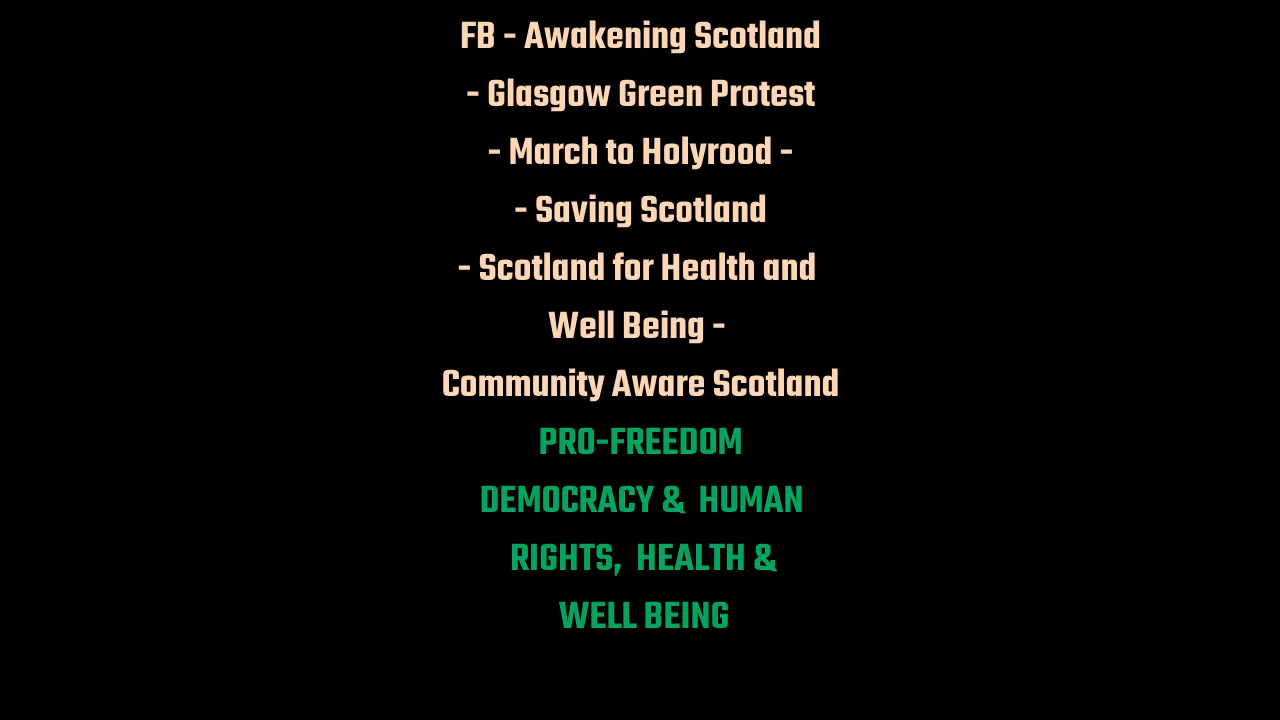 FB - Awakening Scotland
- Glasgow Green Protest
- March to Holyrood -
- Saving Scotland
- Scotland for Health and
Well Being -
Community Aware Scotland
PRO-FREEDOM
DEMOCRACY & HUMAN
RIGHTS, HEALTH &
WELL BEING